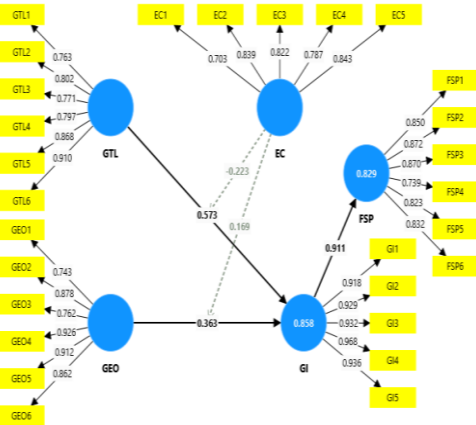 GTL1
GTL2
GTL3
GTL4
GTL5
GTL6
0.763
0.802
0.771
0.797
0.868
0.910
GTL
EC1
EC2
EC3
EC4
EC5
0.703
0.839
0.822
0.787
0.843
EC
-0.223
0.169
0.573
0.363
GEO1
GEO2
GEO3
GEO4
GEO5
GEO6
0.743
0.878
0.762
0.926
0.912
0.862
GEO
FSP1
FSP2
FSP3
FSP4
FSP5
FSP6
0.850
0.872
0.870
0.739
0.823
0.832
0.829
FSP
0.911
GI1
GI2
GI3
GI4
GI5
0.918
0.929
0.932
0.968
0.936
0.858
GI